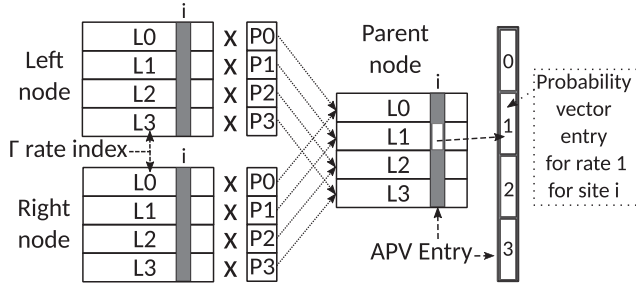 i
L0 x P0
Left node
L1 x P1
L2 x P2
L3 x P3
Γ rate index
i
L0 x P0
Right node
L1 x P1
L2 x P2
L3 x P3
Parent
node
i
L0
L1
L2
L3
APV Entry
0
1
2
3
Probability
vector
entry
for rate 1
for site i